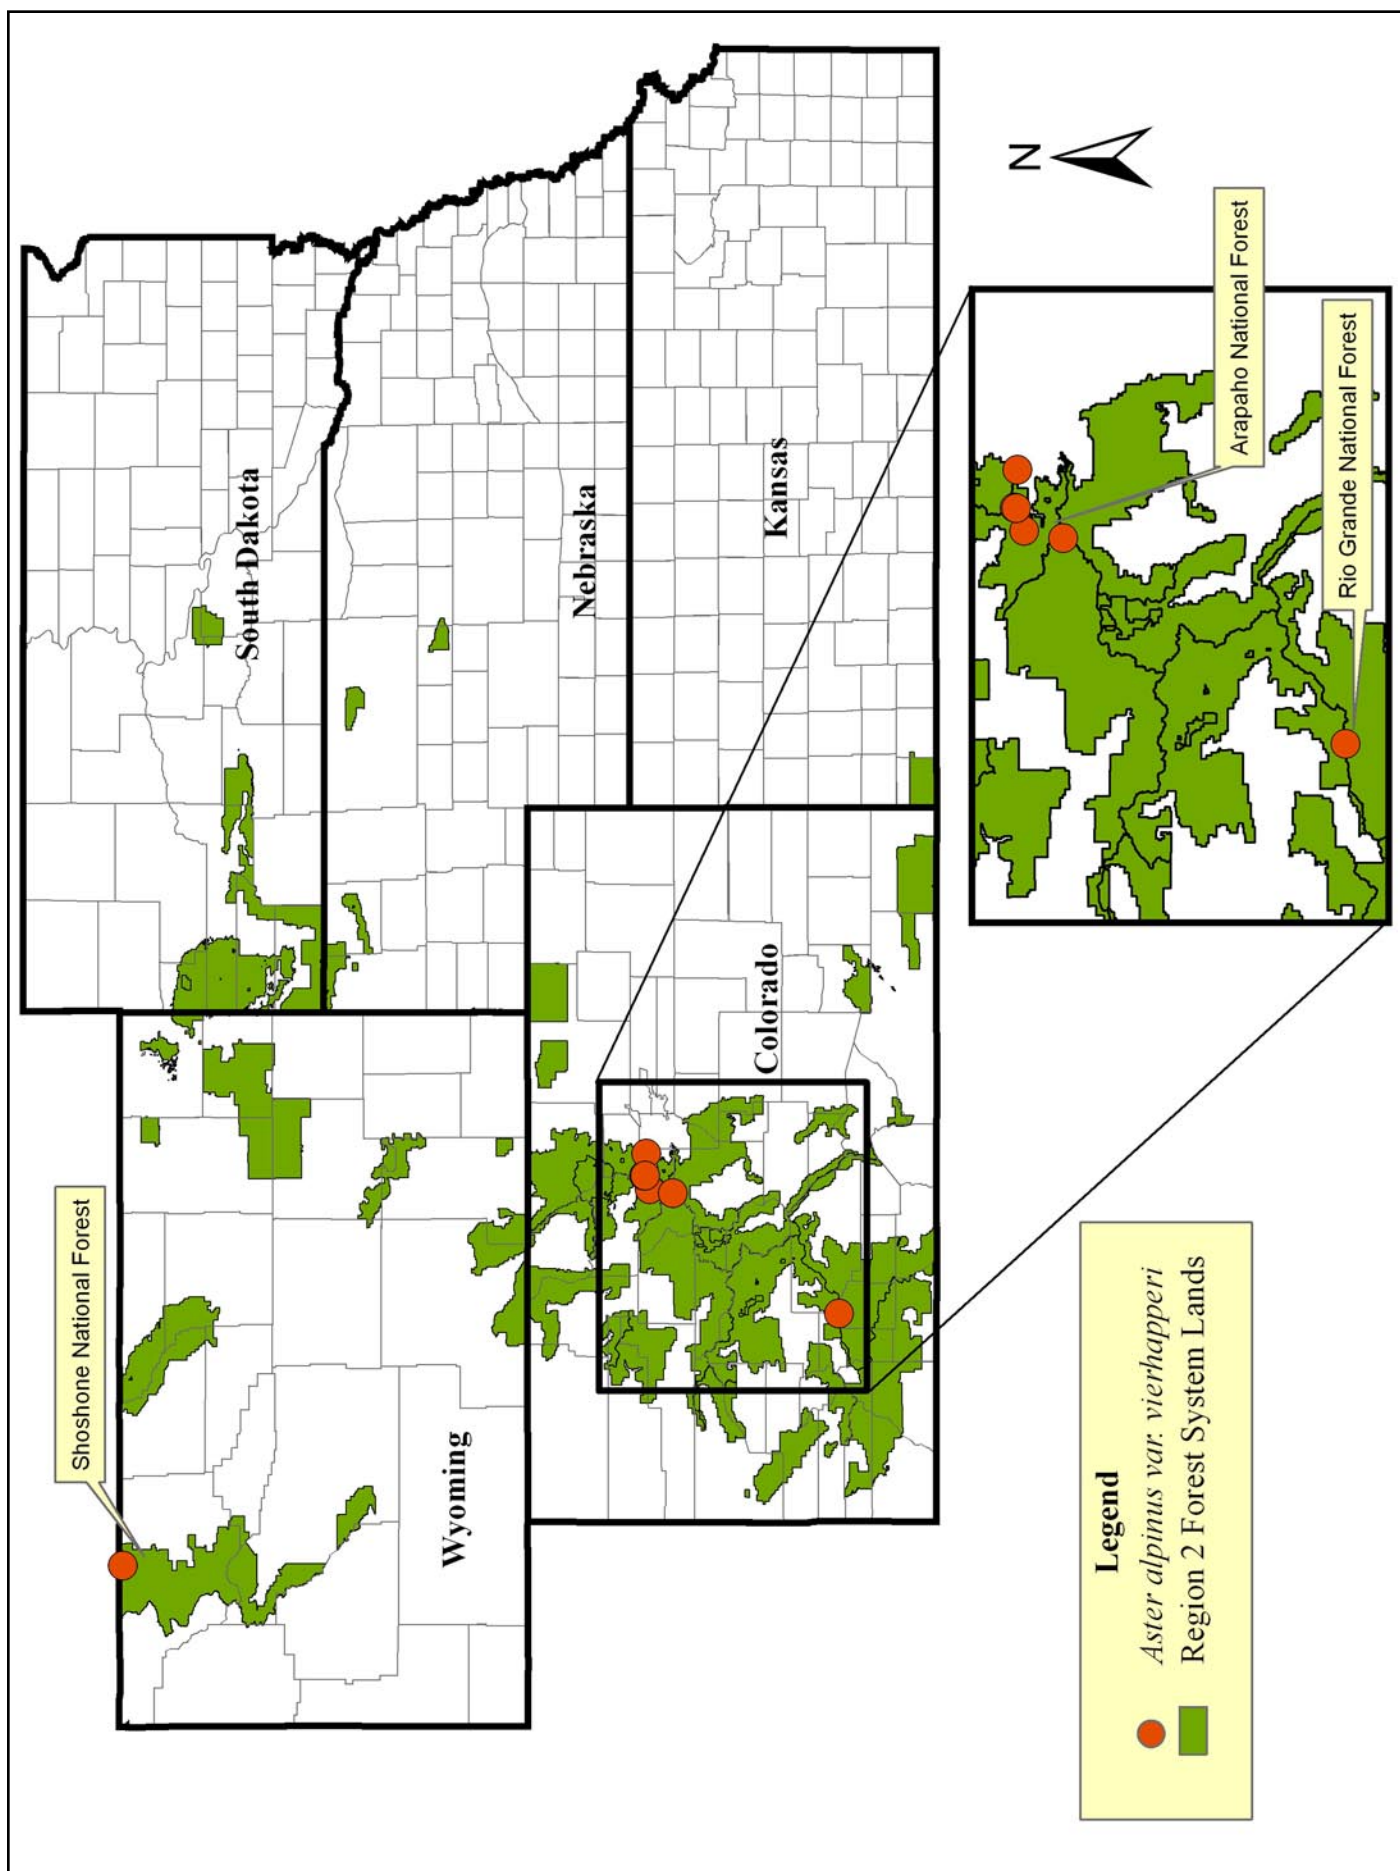 Shoshone National Forest
South Dakota
Wyoming
Nebraska
Colorado
Kansas
N
Arapaho National Forest
Rio Grande National Forest
Legend
Aster alpinus var. vierhapperi
Region 2 Forest System Lands